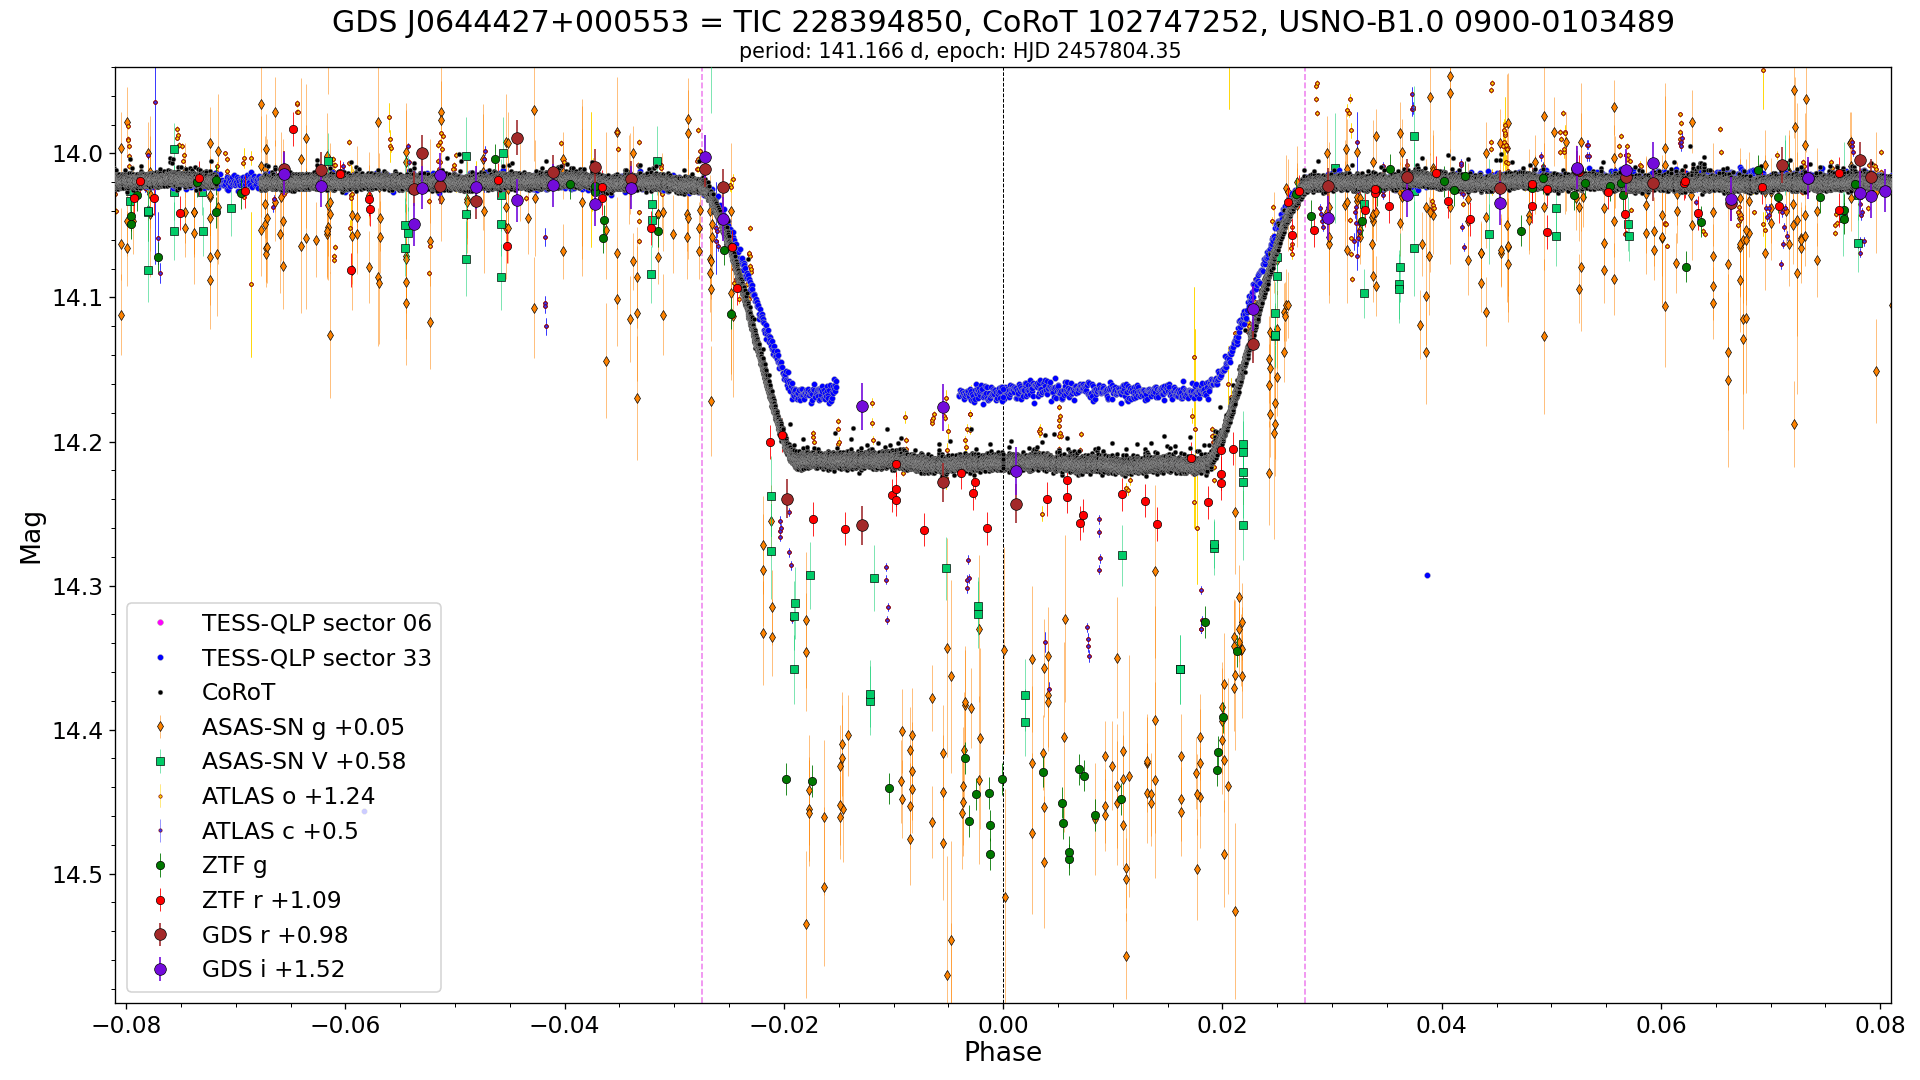 GDS J0644427+000553 = TIC 228394850, CoRoT 102747252, USNO-B1.0 0900-0103489
period: 141.166 d, epoch: HJD 2457804.35
Mag
14.0
14.1
14.2
14.3
14.4
14.5
TESS-QLP sector 06
TESS-QLP sector 33
CoRoT
ASAS-SN g +0.05
ASAS-SN V +0.58
ATLAS o +1.24
ATLAS c +0.5
ZTF g
ZTF r +1.09
GDS r +0.98
GDS i +1.52
−0.08 −0.06 −0.04 −0.02 0.00 0.02 0.04 0.06 0.08
Phase